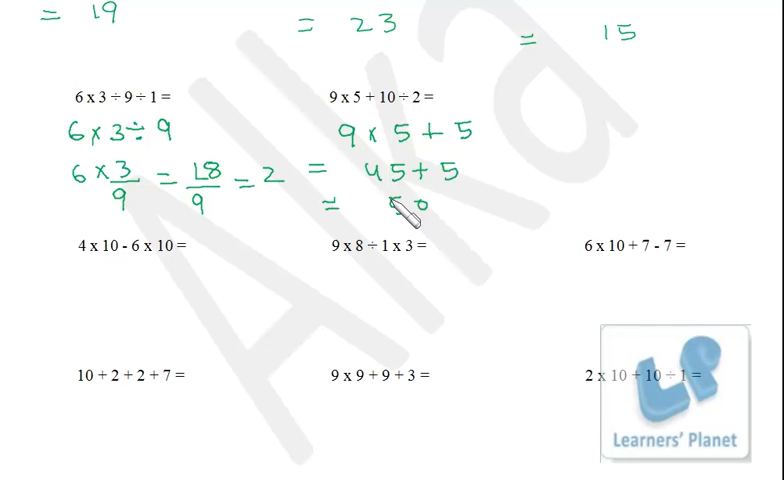 = 19
= 23
= 15
6 x 3 ÷ 9 ÷ 1 =
9 x 5 + 10 ÷ 2 =
6 x 3 ÷ 9
9 x 5 + 5
6 x 3/9 = 18/9 = 2
= 45 + 5
= 50
4 x 10 - 6 x 10 =
9 x 8 ÷ 1 x 3 =
6 x 10 + 7 - 7 =
10 + 2 + 2 + 7 =
9 x 9 + 9 + 3 =
2 x 10 + 10 ÷ 1 =
LP
Learners' Planet
Alka